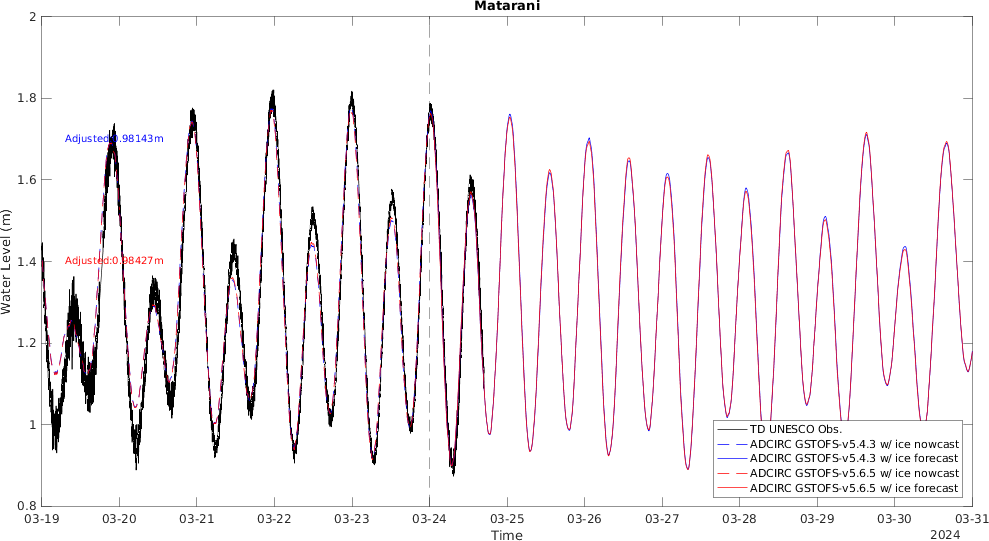 Matarani
2
1.8
1.6
1.4
1.2
1
0.8
Water Level (m)
Adjusted:0.98143m
Adjusted:0.98427m
TD UNESCO Obs.
ADCIRC GSTOFS-v5.4.3 w/ ice nowcast
ADCIRC GSTOFS-v5.4.3 w/ ice forecast
ADCIRC GSTOFS-v5.6.5 w/ ice nowcast
ADCIRC GSTOFS-v5.6.5 w/ ice forecast
03-19 03-20 03-21 03-22 03-23 03-24 03-25 03-26 03-27 03-28 03-29 03-30 03-31
Time
2024